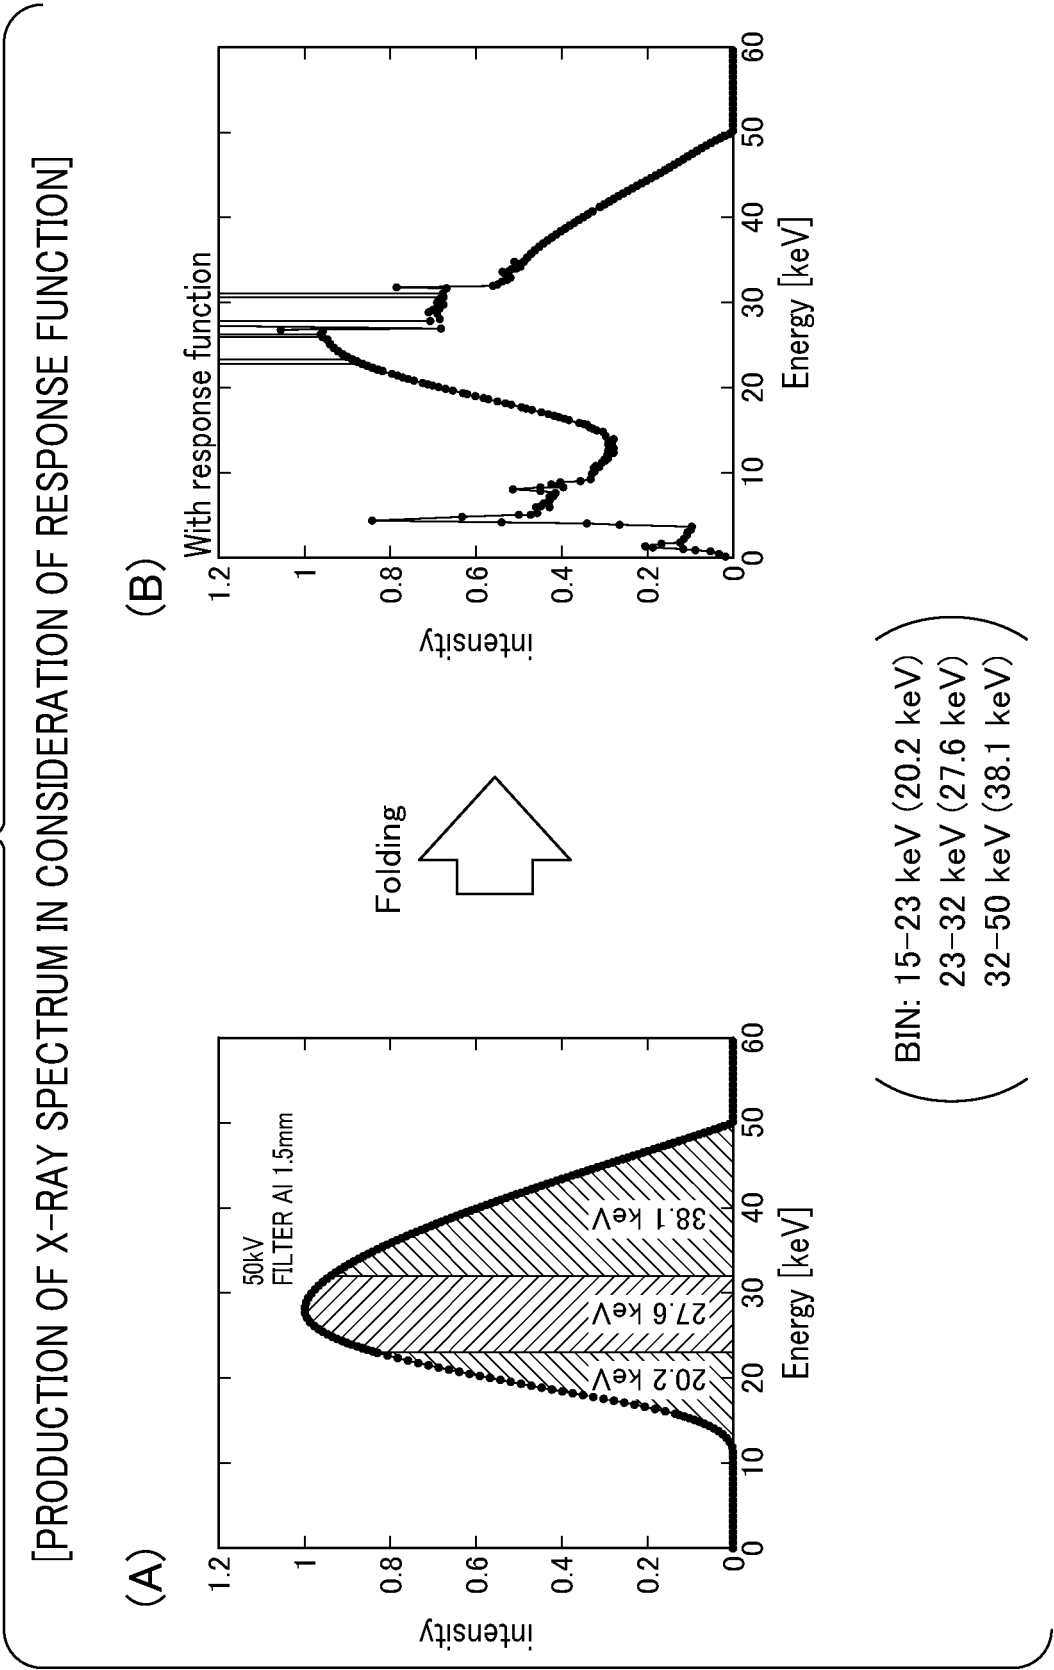 [PRODUCTION OF X-RAY SPECTRUM IN CONSIDERATION OF RESPONSE FUNCTION]
(A)
1.2
1
0.8
0.6
0.4
0.2
0
intensity
50kV
FILTER Al 1.5mm
20.2 keV
27.6 keV
38.1 keV
0 10 20 30 40 50 60
Energy [keV]
Folding
(B)
With response function
1.2
1
0.8
0.6
0.4
0.2
0
intensity
0 10 20 30 40 50 60
Energy [keV]
BIN: 15-23 keV (20.2 keV)
23-32 keV (27.6 keV)
32-50 keV (38.1 keV)